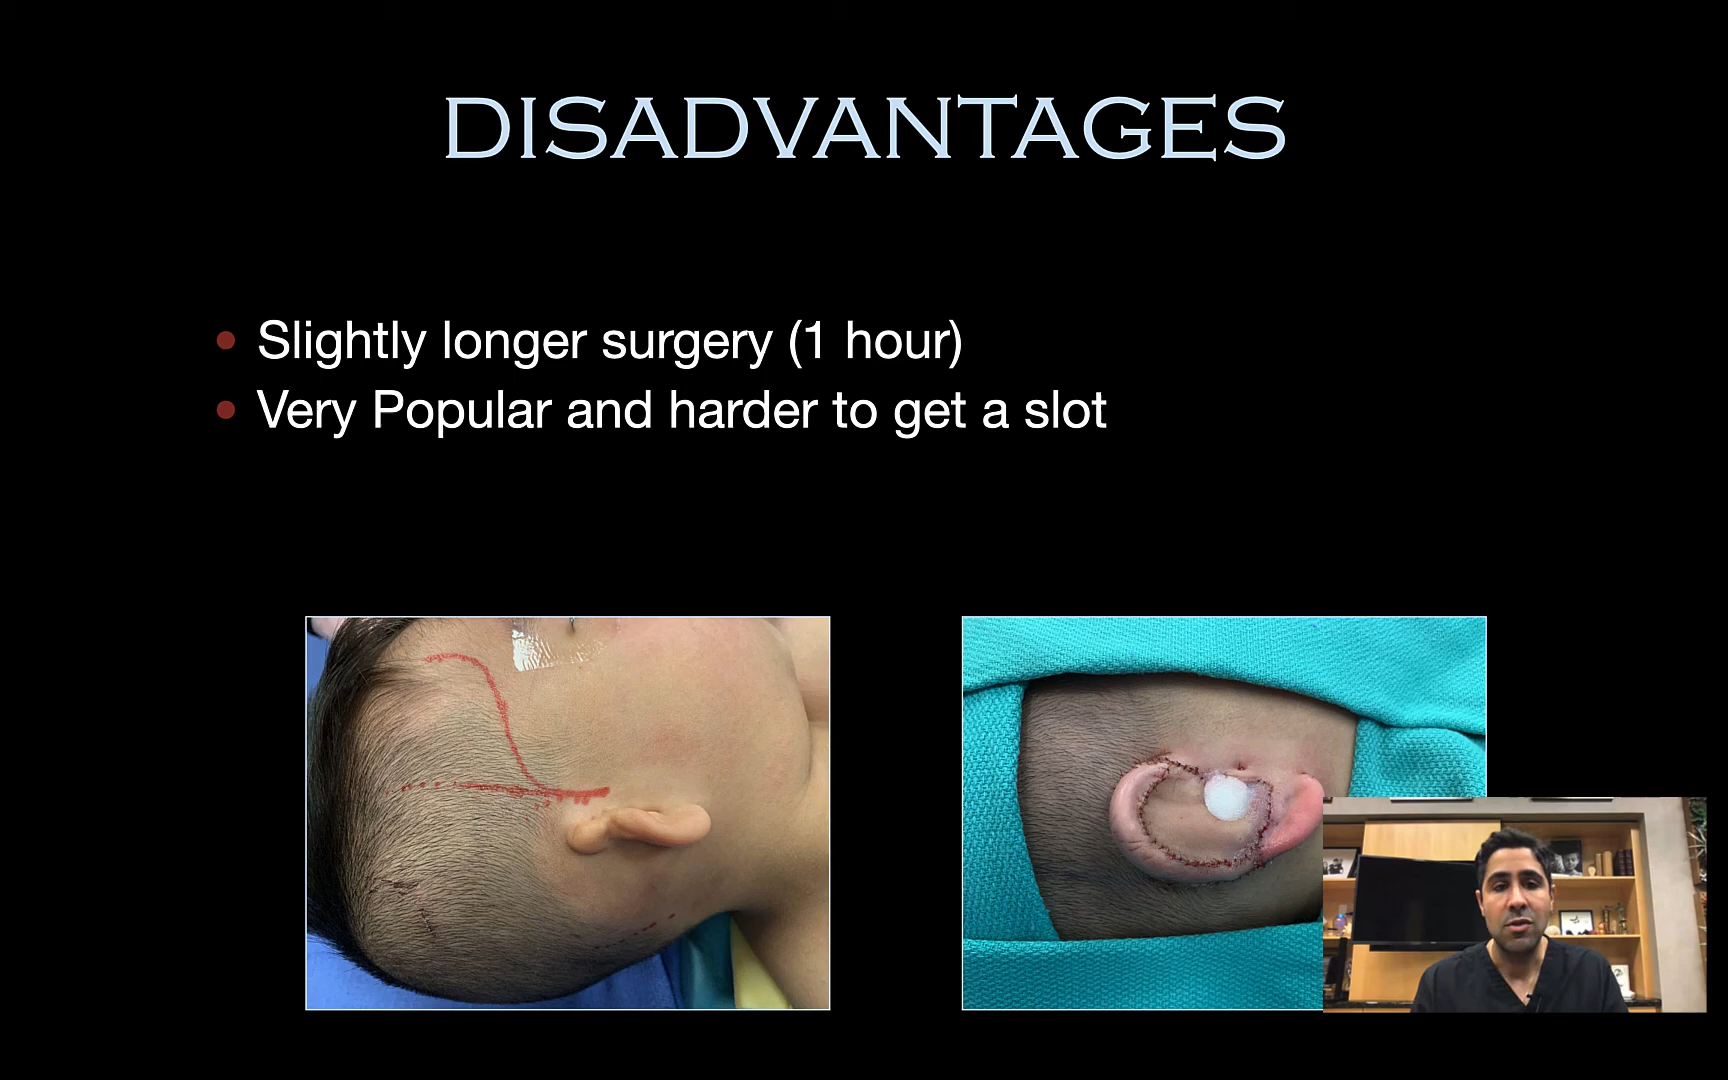 DISADVANTAGES
Slightly longer surgery (1 hour)
Very Popular and harder to get a slot